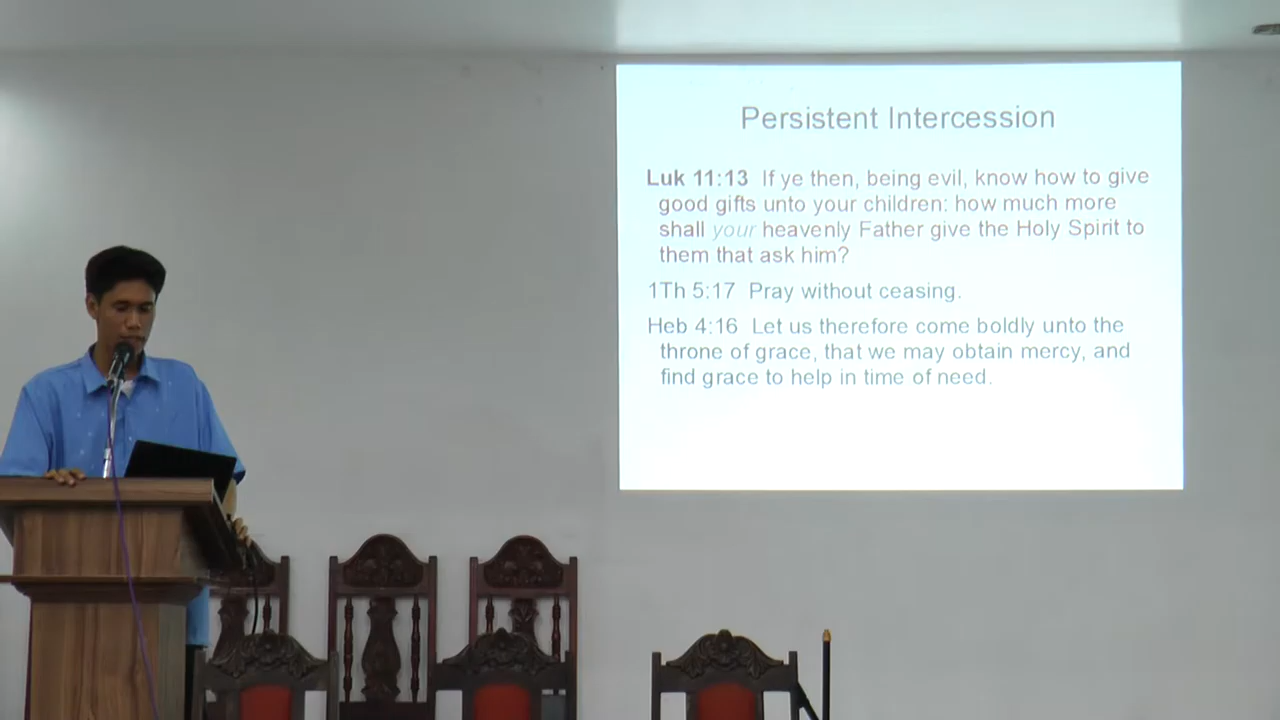 Persistent Intercession
Luk 11:13 If ye then, being evil, know how to give
good gifts unto your children: how much more
shall your heavenly Father give the Holy Spirit to
them that ask him?
1Th 5:17 Pray without ceasing.
Heb 4:16 Let us therefore come boldly unto the
throne of grace, that we may obtain mercy, and
find grace to help in time of need.